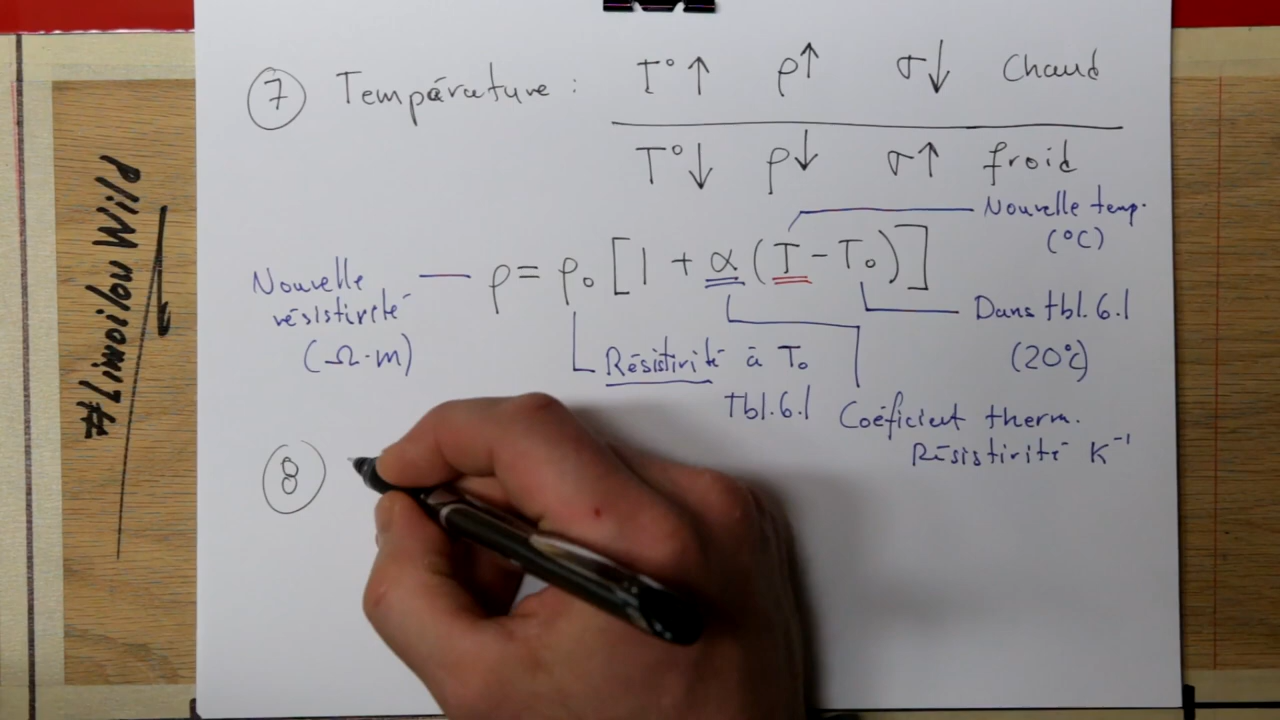 ⑦ Température : T° ↑ ρ ↑ σ ↓ Chaud
T° ↓ ρ ↓ σ ↑ froid
Nouvelle temp.
(°C)
ρ = ρ₀ [1 + α (T - T₀)]
Nouvelle
résistivité
(Ω·m)
Dans tbl. 6.1
(20°C)
Résistivité à T₀
tbl. 6.1
Coéficient therm.
Résistivité K⁻¹
⑧
#Limoilou/Wild